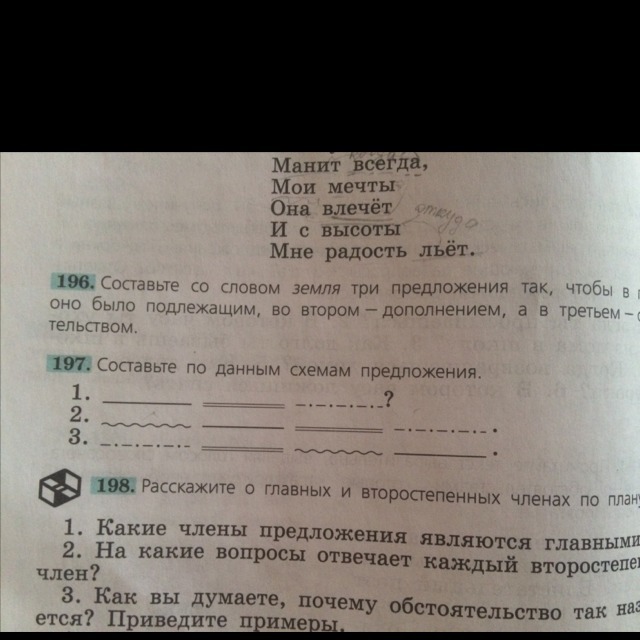 Манит всегда,
Мои мечты
Она влечёт откуда
И с высоты
Мне радость льёт.
196. Составьте со словом земля три предложения так, чтобы в п
оно было подлежащим, во втором – дополнением, а в третьем – о
тельством.
197. Составьте по данным схемам предложения.
1. ?
2. .
3. .
198. Расскажите о главных и второстепенных членах по плану
1. Какие члены предложения являются главными
2. На какие вопросы отвечает каждый второстепе
член?
3. Как вы думаете, почему обстоятельство так наз
ется? Приведите примеры.